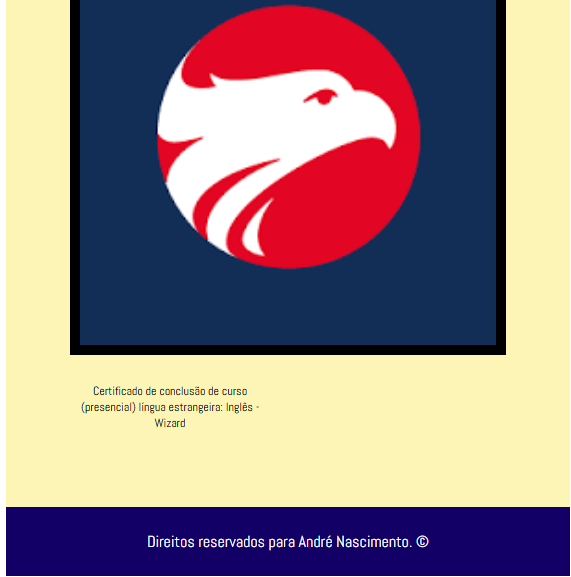 Certificado de conclusão de curso
(presencial) língua estrangeira: Inglês -
Wizard
Direitos reservados para André Nascimento. ©